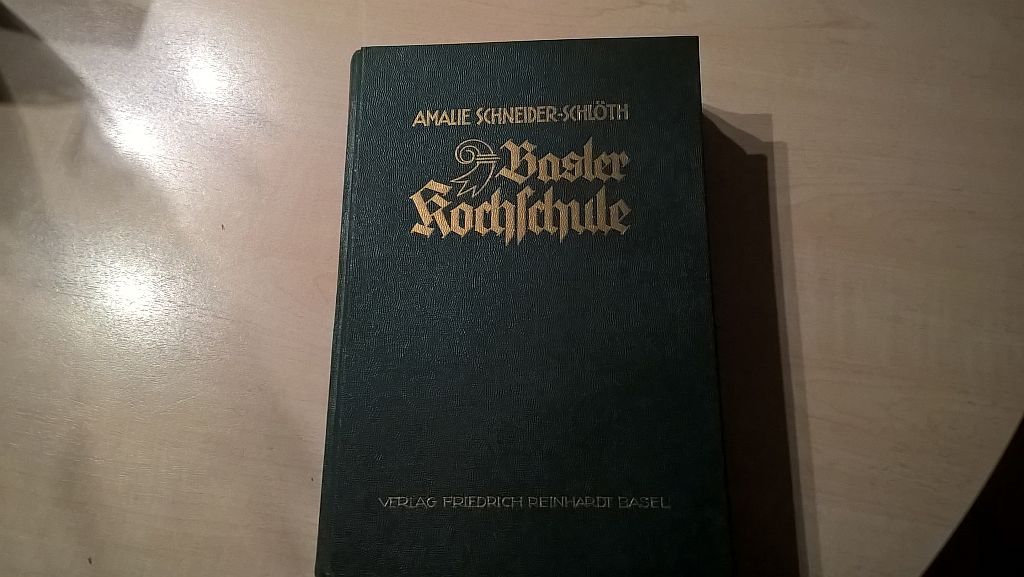 AMALIE SCHNEIDER-SCHLÖTH
Basler
Kochschule
VERLAG FRIEDRICH REINHARDT BASEL